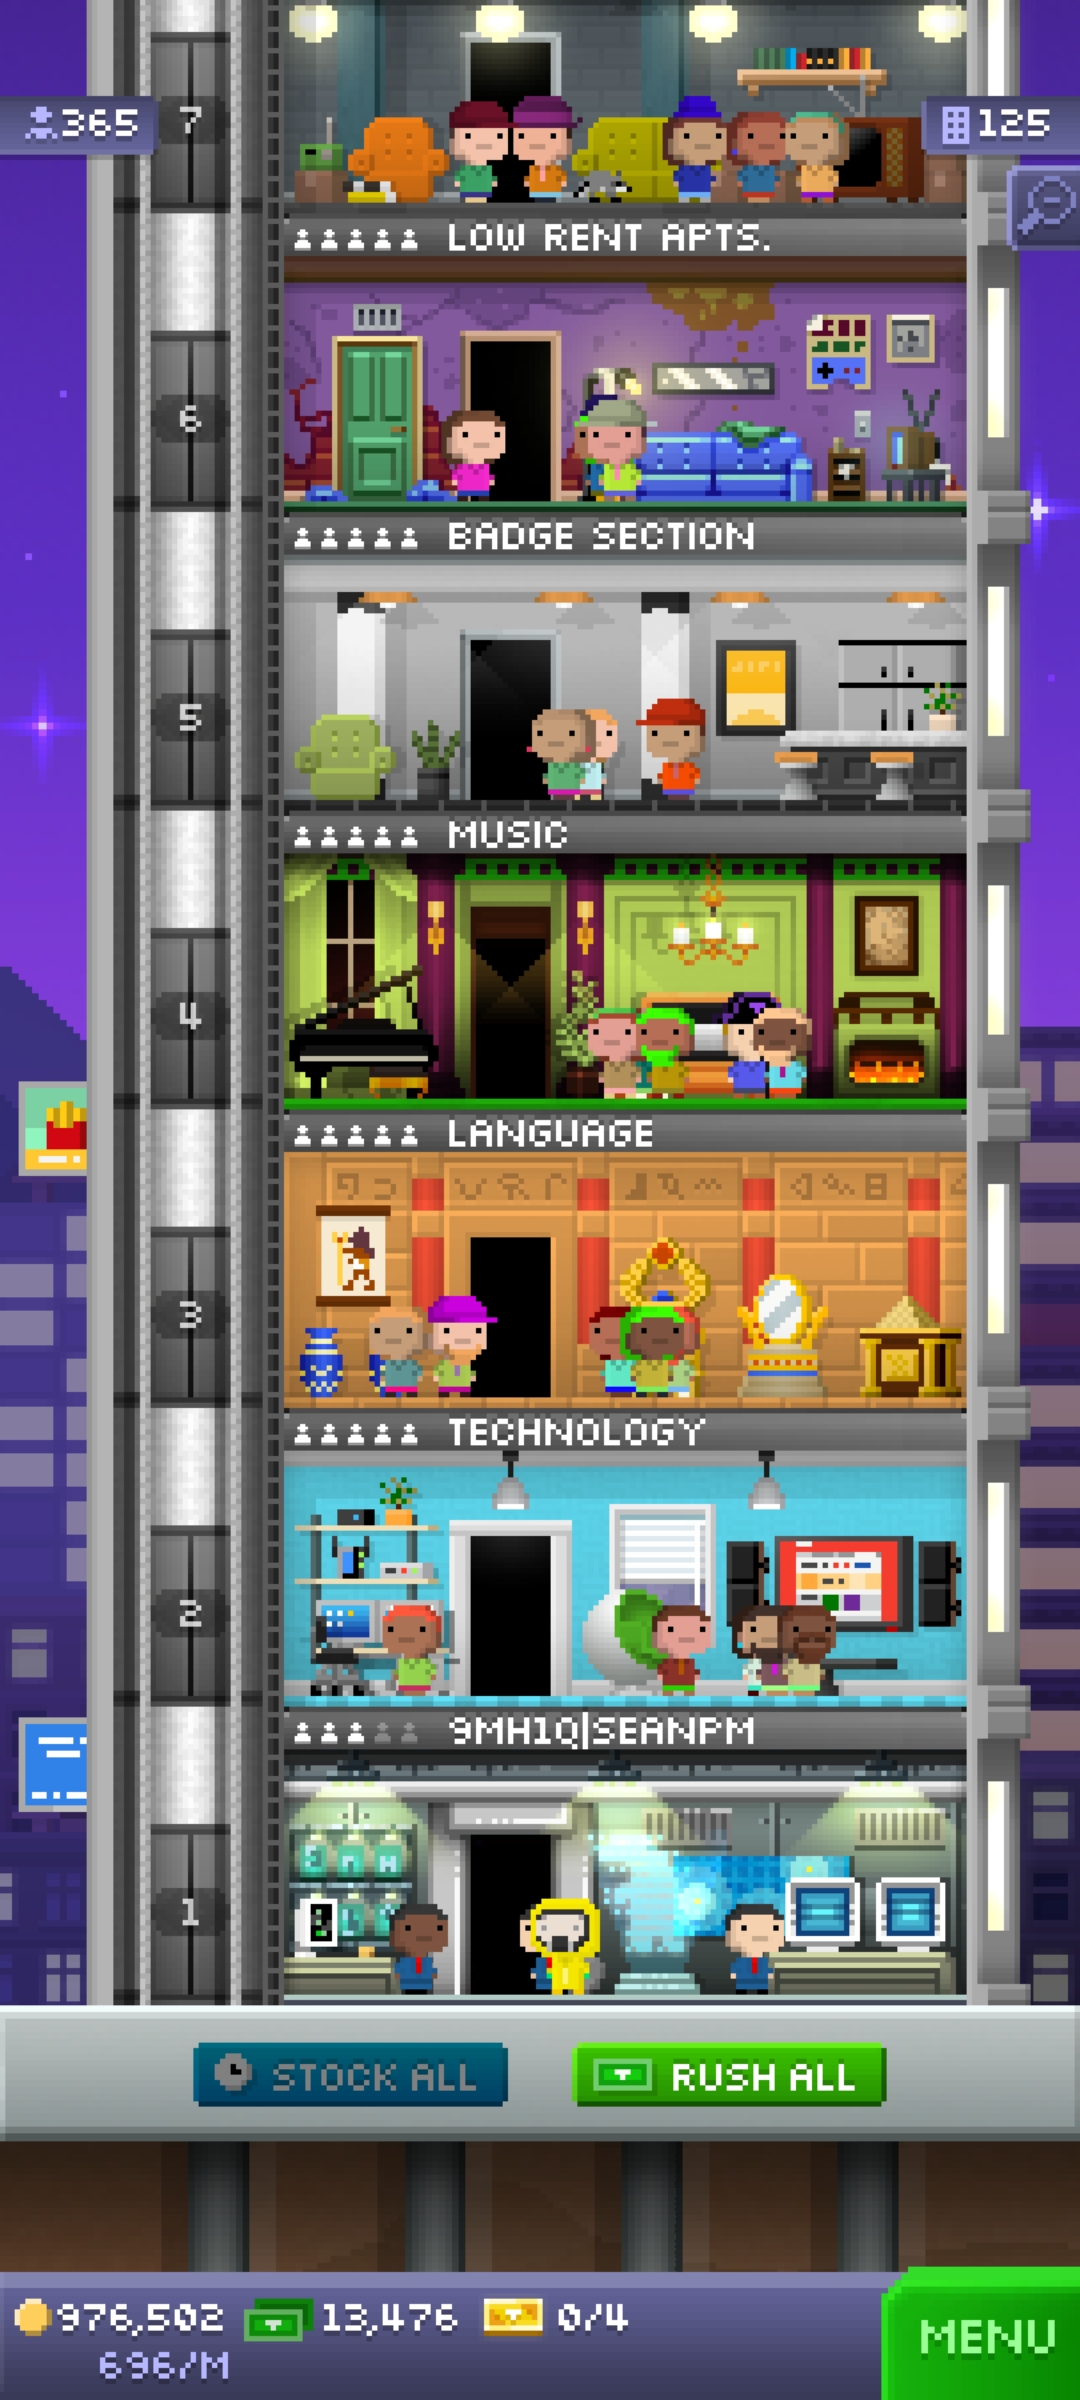 365
7
125
LOW RENT APTS.
6
BADGE SECTION
5
MUSIC
4
LANGUAGE
3
TECHNOLOGY
2
9MH1Q|SEANPM
1
STOCK ALL
RUSH ALL
976,502
13,476
0/4
696/M
MENU